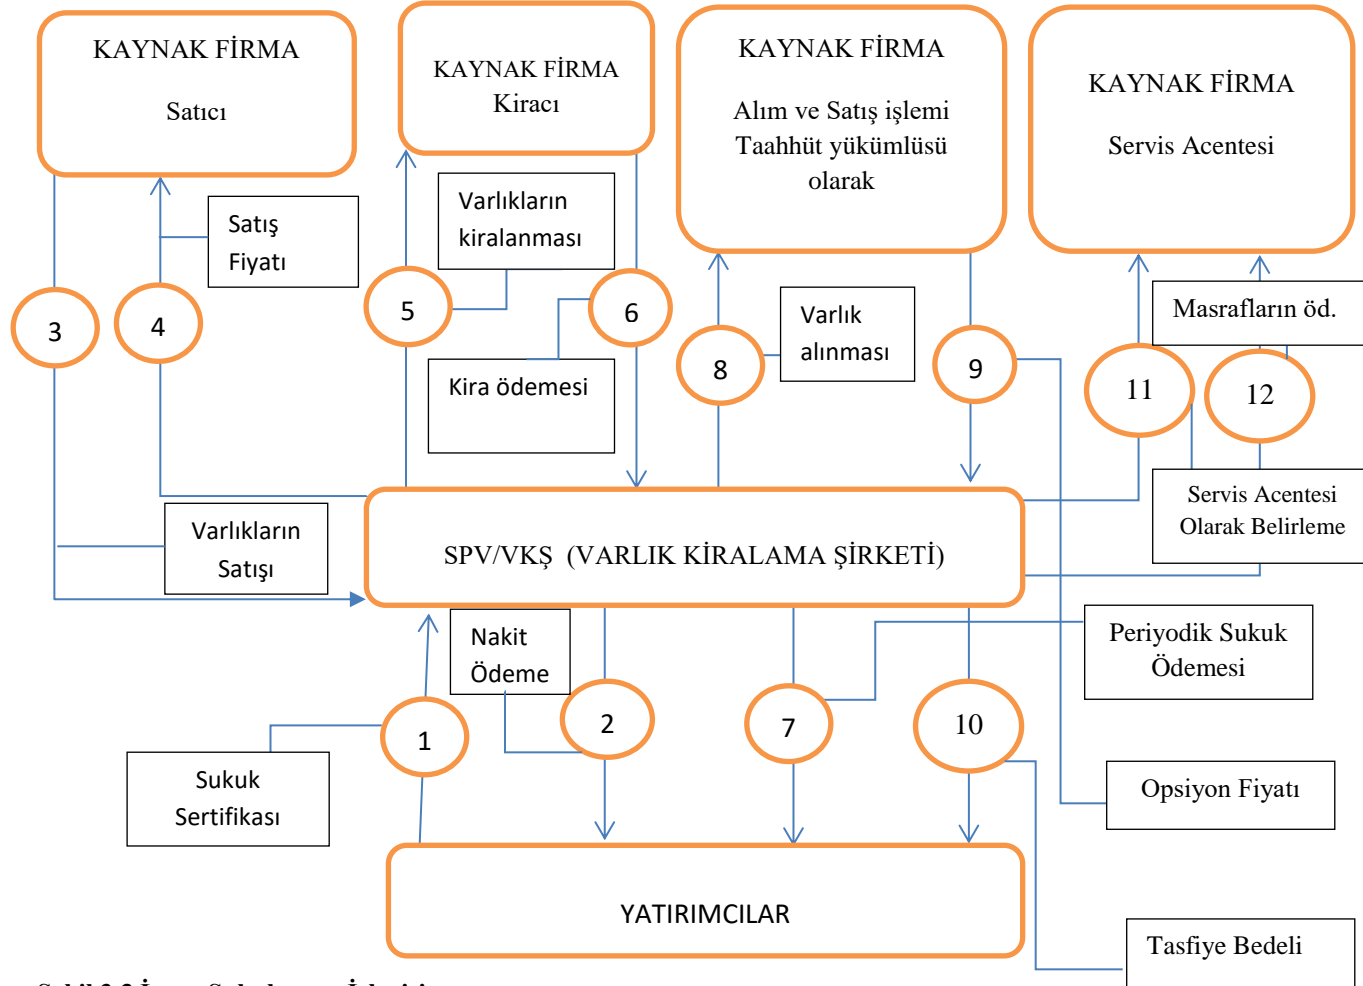 KAYNAK FİRMA
Satıcı
KAYNAK FİRMA
Kiracı
KAYNAK FİRMA
Alım ve Satış işlemi
Taahhüt yükümlüsü
olarak
KAYNAK FİRMA
Servis Acentesi
Satış
Fiyatı
Varlıkların
kiralanması
3
4
5
6
Kira ödemesi
8
Varlık
alınması
9
Masrafların öd.
11
12
Servis Acentesi
Olarak Belirleme
Varlıkların
Satışı
SPV/VKŞ (VARLIK KİRALAMA ŞİRKETİ)
Nakit
Ödeme
Periyodik Sukuk
Ödemesi
1
2
7
10
Sukuk
Sertifikası
Opsiyon Fiyatı
YATIRIMCILAR
Tasfiye Bedeli